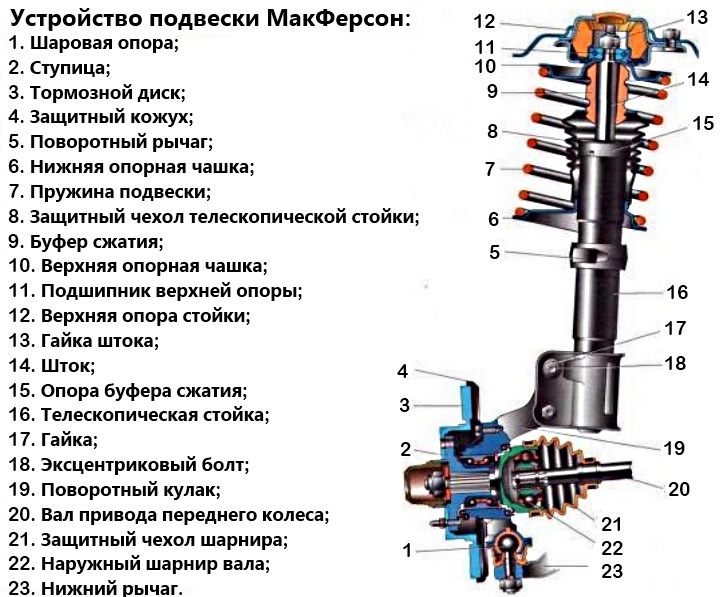 Устройство подвески МакФерсон:
1. Шаровая опора;
2. Ступица;
3. Тормозной диск;
4. Защитный кожух;
5. Поворотный рычаг;
6. Нижняя опорная чашка;
7. Пружина подвески;
8. Защитный чехол телескопической стойки;
9. Буфер сжатия;
10. Верхняя опорная чашка;
11. Подшипник верхней опоры;
12. Верхняя опора стойки;
13. Гайка штока;
14. Шток;
15. Опора буфера сжатия;
16. Телескопическая стойка;
17. Гайка;
18. Эксцентриковый болт;
19. Поворотный кулак;
20. Вал привода переднего колеса;
21. Защитный чехол шарнира;
22. Наружный шарнир вала;
23. Нижний рычаг.
12
13
11
10
9
14
15
8
7
6
5
16
17
18
4
3
19
2
20
21
1
22
23